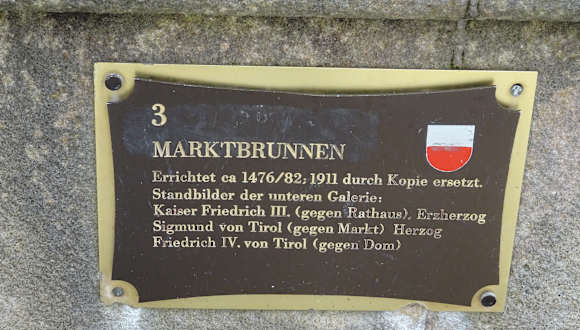 3
MARKTBRUNNEN
Errichtet ca 1476/82; 1911 durch Kopie ersetzt.
Standbilder der unteren Galerie:
Kaiser Friedrich III. (gegen Rathaus), Erzherzog
Sigmund von Tirol (gegen Markt) Herzog
Friedrich IV. von Tirol (gegen Dom)